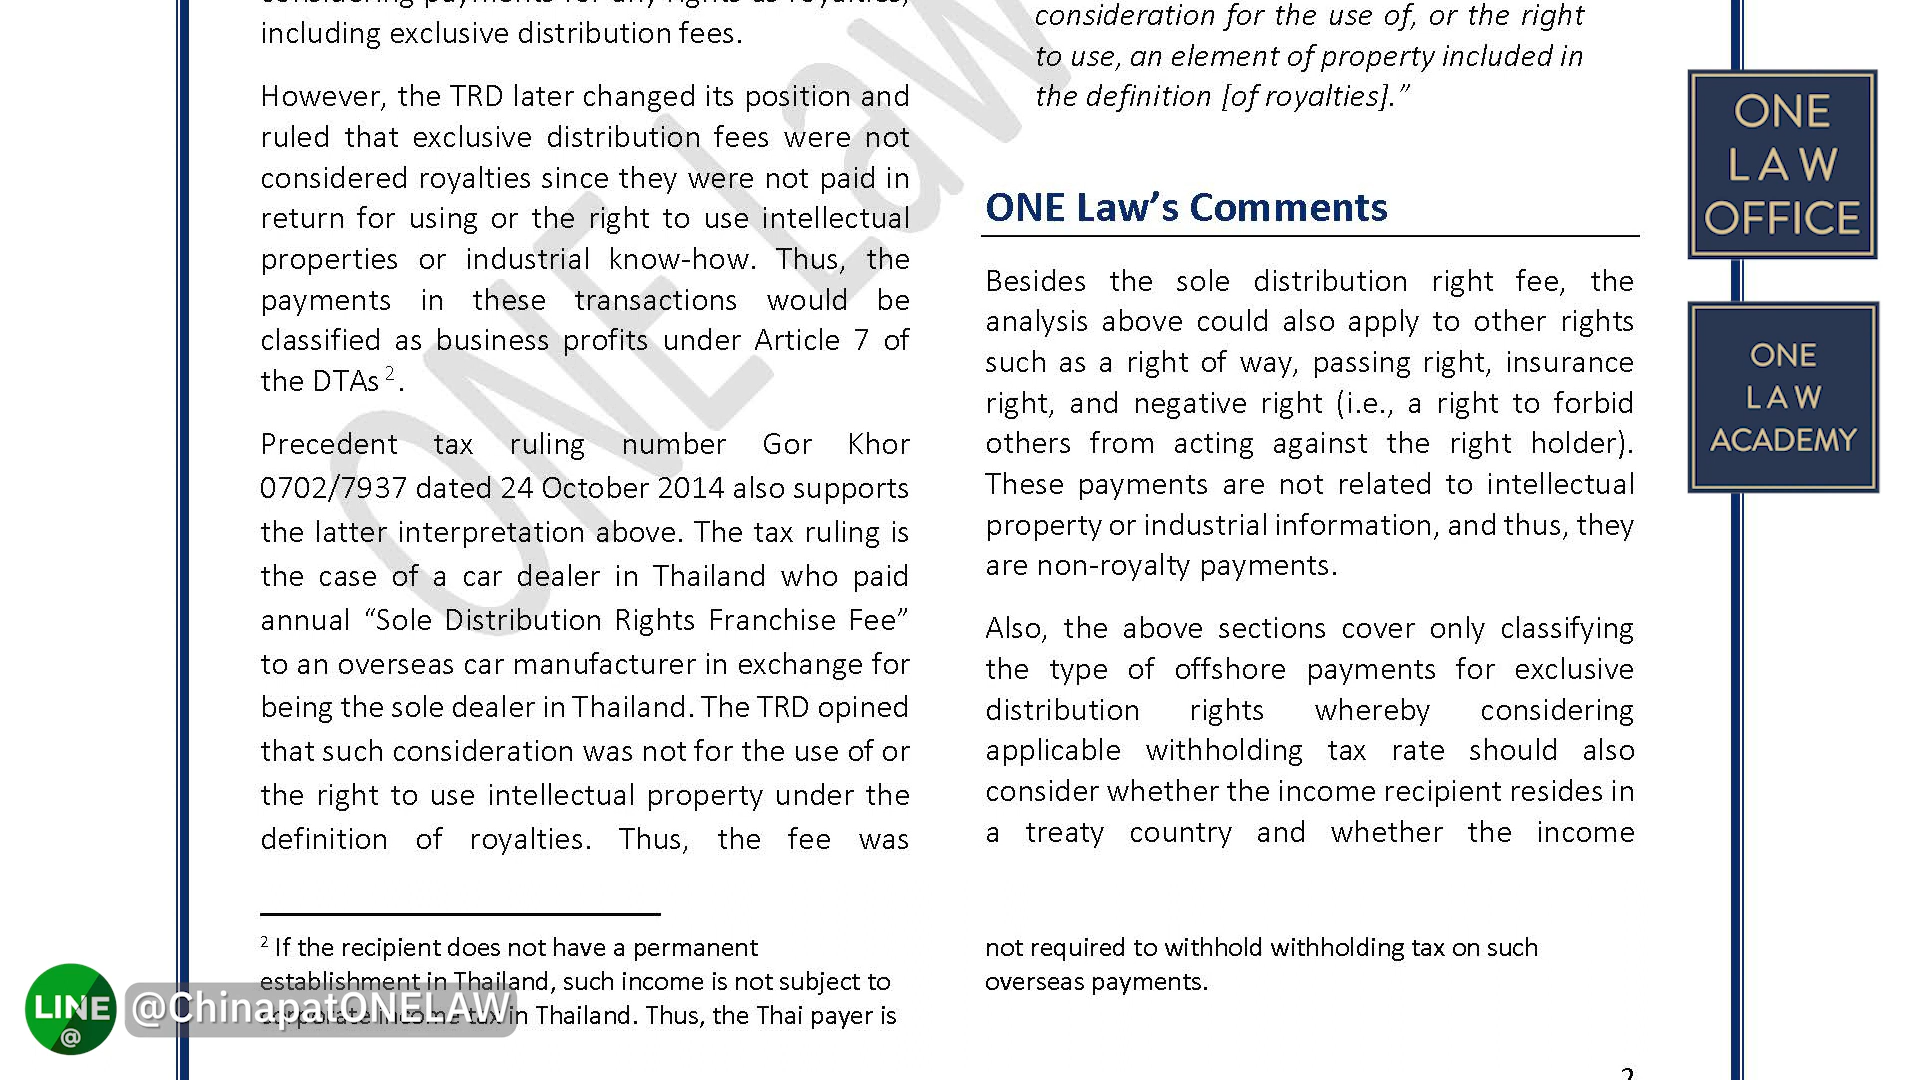 considering payments for any rights as royalties,
including exclusive distribution fees.
However, the TRD later changed its position and
ruled that exclusive distribution fees were not
considered royalties since they were not paid in
return for using or the right to use intellectual
properties or industrial know-how. Thus, the
payments in these transactions would be
classified as business profits under Article 7 of
the DTAs 2.
Precedent tax ruling number Gor Khor
0702/7937 dated 24 October 2014 also supports
the latter interpretation above. The tax ruling is
the case of a car dealer in Thailand who paid
annual “Sole Distribution Rights Franchise Fee”
to an overseas car manufacturer in exchange for
being the sole dealer in Thailand. The TRD opined
that such consideration was not for the use of or
the right to use intellectual property under the
definition of royalties. Thus, the fee was
2 If the recipient does not have a permanent
establishment in Thailand, such income is not subject to
corporate income tax in Thailand. Thus, the Thai payer is
consideration for the use of, or the right
to use, an element of property included in
the definition [of royalties].”
ONE Law’s Comments
Besides the sole distribution right fee, the
analysis above could also apply to other rights
such as a right of way, passing right, insurance
right, and negative right (i.e., a right to forbid
others from acting against the right holder).
These payments are not related to intellectual
property or industrial information, and thus, they
are non-royalty payments.
Also, the above sections cover only classifying
the type of offshore payments for exclusive
distribution rights whereby considering
applicable withholding tax rate should also
consider whether the income recipient resides in
a treaty country and whether the income
not required to withhold withholding tax on such
overseas payments.
2
ONE Law
ONE
LAW
OFFICE
ONE
LAW
ACADEMY
LINE
@
@ChinapatONELAW